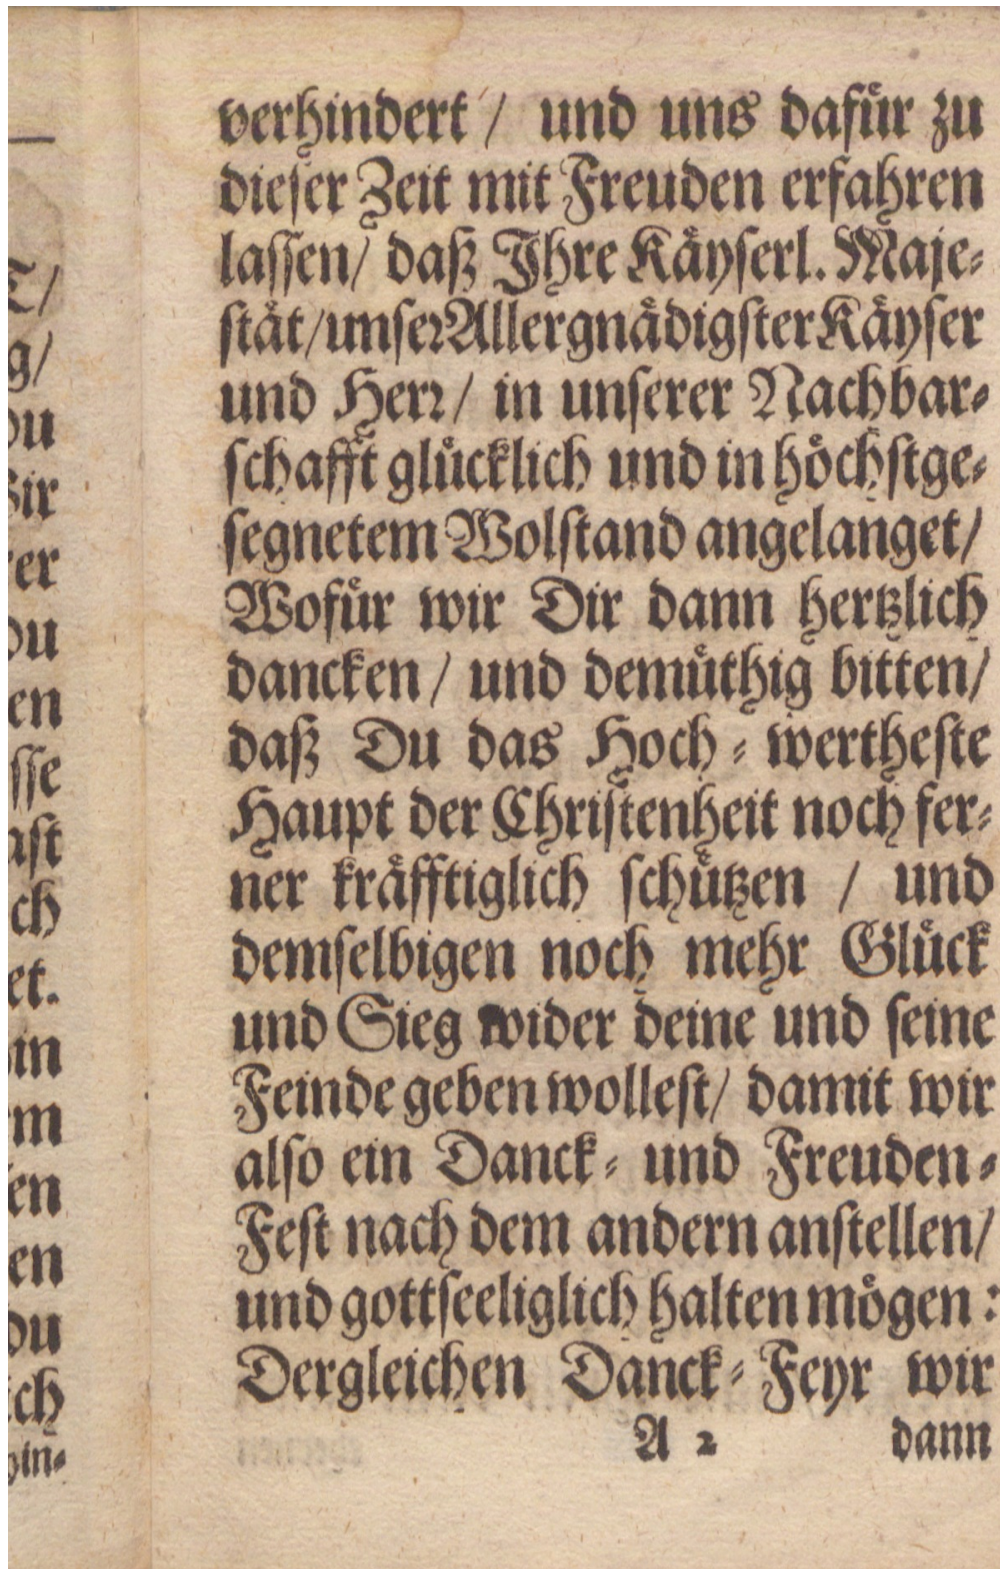 verhindert / und uns dafür zu
dieser Zeit mit Freuden erfahren
lassen / daß Ihre Käyserl. Maje-
stät / unser Allergnädigster Käyser
und Herr / in unserer Nachbar-
schafft glücklich und in höchstge-
segnetem Wolstand angelanget /
Wofür wir Dir dann hertzlich
dancken / und demüthig bitten /
daß Du das Hoch-wertheste
Haupt der Christenheit noch fer-
ner kräfftiglich schützen / und
demselbigen noch mehr Glück
und Sieg wider deine und seine
Feinde geben wollest / damit wir
also ein Danck- und Freuden-
Fest nach dem andern anstellen /
und gottseeliglich halten mögen:
Dergleichen Danck-Feyr wir
A 2 dann